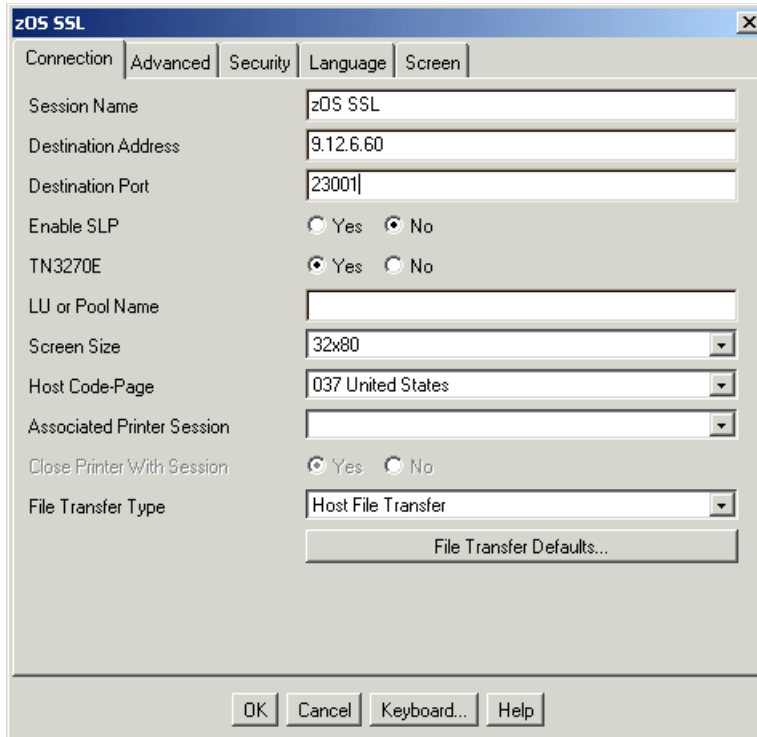 zOS SSL
Connection Advanced Security Language Screen
Session Name zOS SSL
Destination Address 9.12.6.60
Destination Port 23001
Enable SLP Yes No
TN3270E Yes No
LU or Pool Name
Screen Size 32x80
Host Code-Page 037 United States
Associated Printer Session
Close Printer With Session Yes No
File Transfer Type Host File Transfer
File Transfer Defaults...
OK Cancel Keyboard... Help